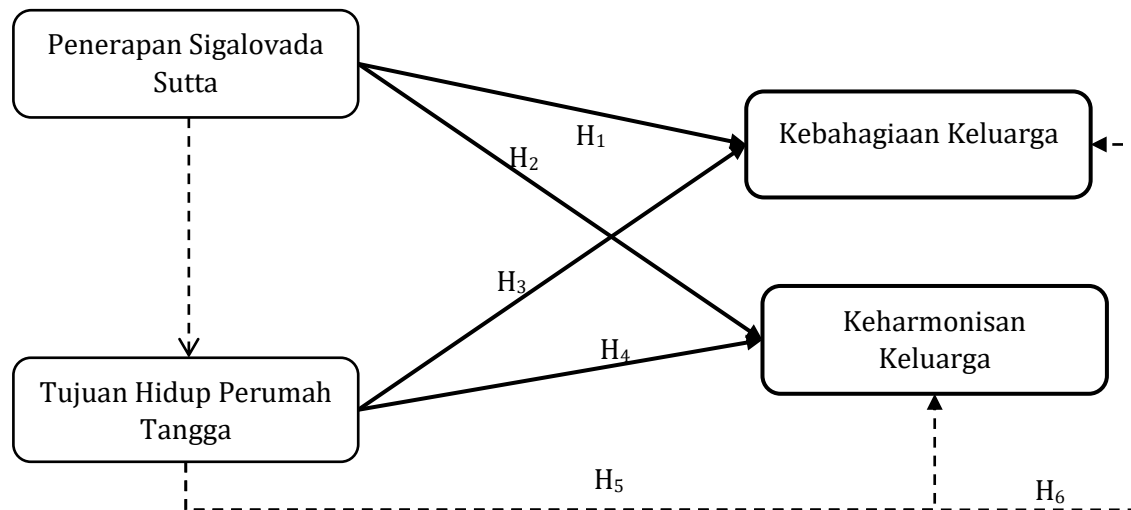 Penerapan Sigalovada
Sutta
Kebahagiaan Keluarga
H₁
H₂
H₃
Keharmonisan
Keluarga
H₄
Tujuan Hidup Perumah
Tangga
H₅
H₆